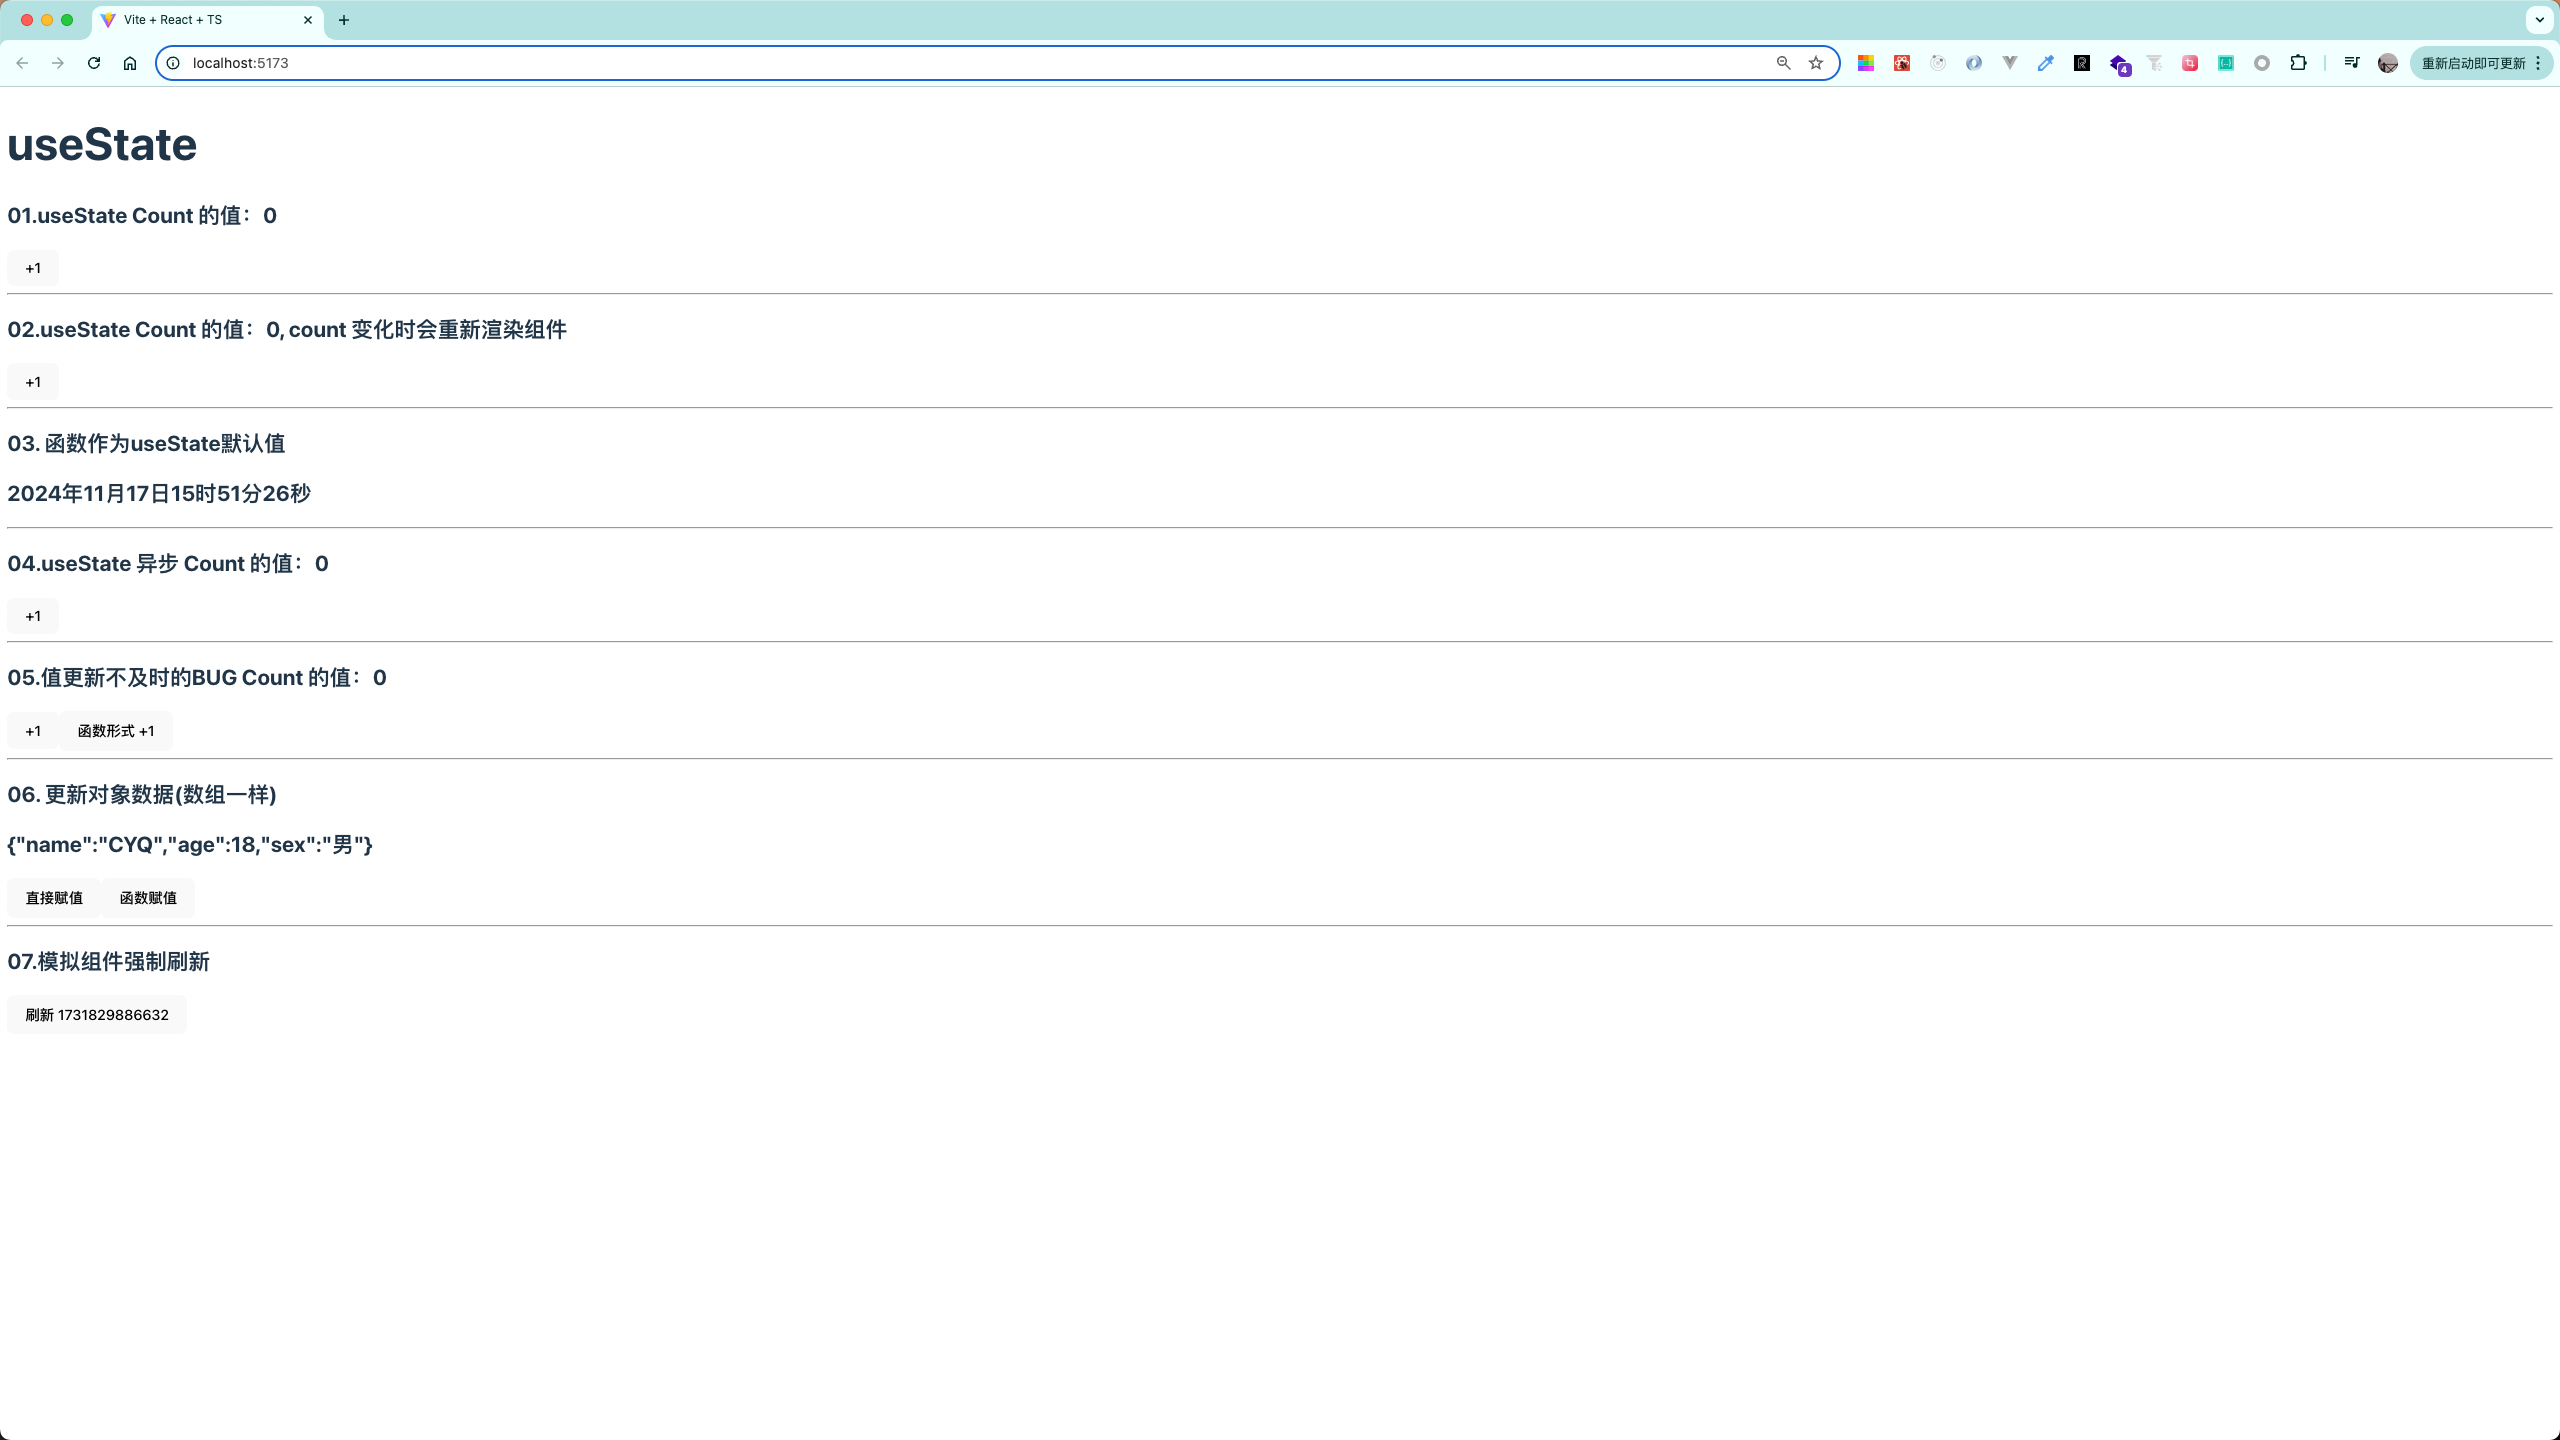 Vite + React + TS
localhost:5173
4
重新启动即可更新
useState
01.useState Count 的值：0
+1
02.useState Count 的值：0, count 变化时会重新渲染组件
+1
03. 函数作为useState默认值
2024年11月17日15时51分26秒
04.useState 异步 Count 的值：0
+1
05.值更新不及时的BUG Count 的值：0
+1 函数形式 +1
06. 更新对象数据(数组一样)
{"name":"CYQ","age":18,"sex":"男"}
直接赋值 函数赋值
07.模拟组件强制刷新
刷新 1731829886632